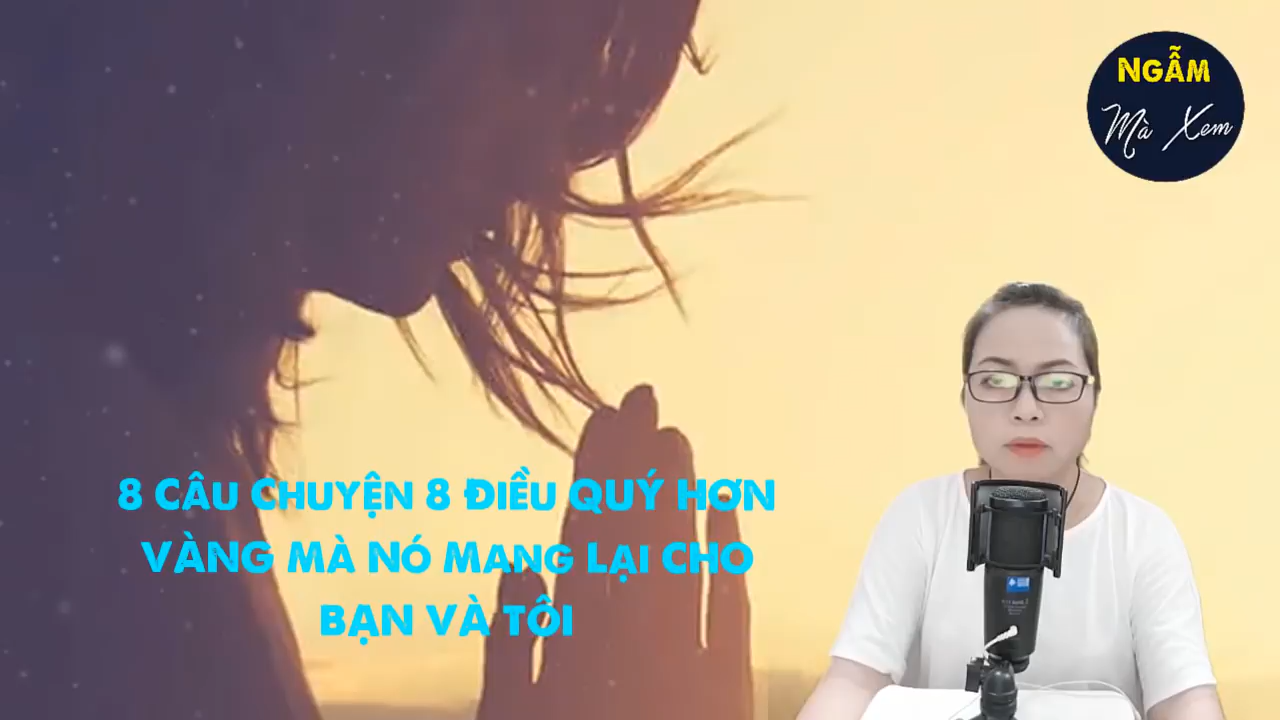 NGẪM
Mà Xem
8 CÂU CHUYỆN 8 ĐIỀU QUÝ HƠN
VÀNG MÀ NÓ MANG LẠI CHO
BẠN VÀ TÔI